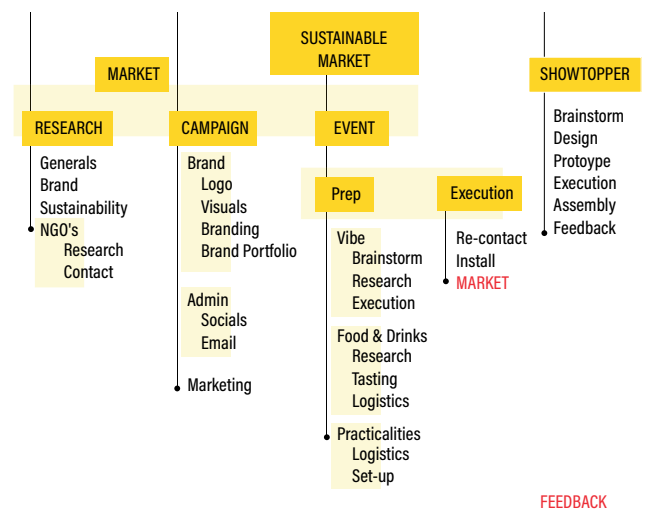 SUSTAINABLE
MARKET
MARKET
SHOWTOPPER
RESEARCH
Generals
Brand
Sustainability
NGO's
Research
Contact
CAMPAIGN
Brand
Logo
Visuals
Branding
Brand Portfolio
Admin
Socials
Email
Marketing
EVENT
Prep
Vibe
Brainstorm
Research
Execution
Food & Drinks
Research
Tasting
Logistics
Practicalities
Logistics
Set-up
Execution
Re-contact
Install
MARKET
Brainstorm
Design
Protoype
Execution
Assembly
Feedback
FEEDBACK